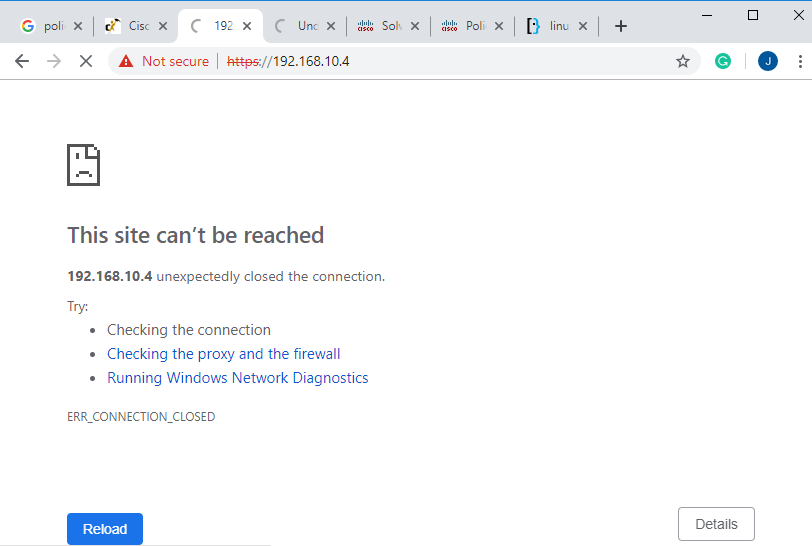 poli Cisc 192 Unc Solv Poli linu
Not secure https://192.168.10.4 J
This site can't be reached
192.168.10.4 unexpectedly closed the connection.
Try:
Checking the connection
Checking the proxy and the firewall
Running Windows Network Diagnostics
ERR_CONNECTION_CLOSED
Reload Details